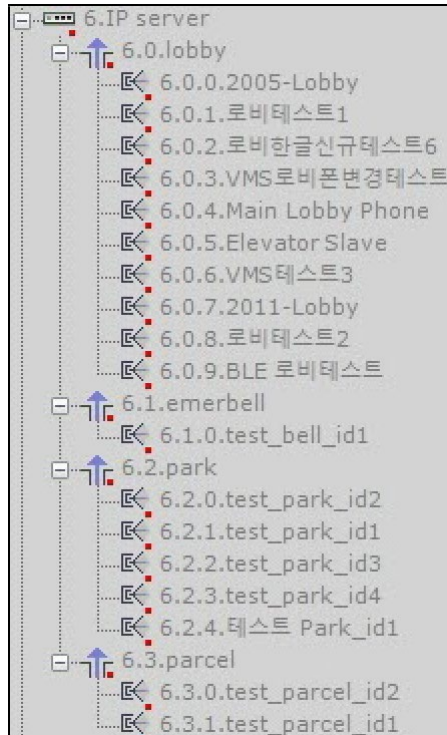 6.IP server
6.0.lobby
6.0.0.2005-Lobby
6.0.1.로비테스트1
6.0.2.로비한글신규테스트6
6.0.3.VMS로비폰변경테스트
6.0.4.Main Lobby Phone
6.0.5.Elevator Slave
6.0.6.VMS테스트3
6.0.7.2011-Lobby
6.0.8.로비테스트2
6.0.9.BLE 로비테스트
6.1.emerbell
6.1.0.test_bell_id1
6.2.park
6.2.0.test_park_id2
6.2.1.test_park_id1
6.2.2.test_park_id3
6.2.3.test_park_id4
6.2.4.테스트 Park_id1
6.3.parcel
6.3.0.test_parcel_id2
6.3.1.test_parcel_id1